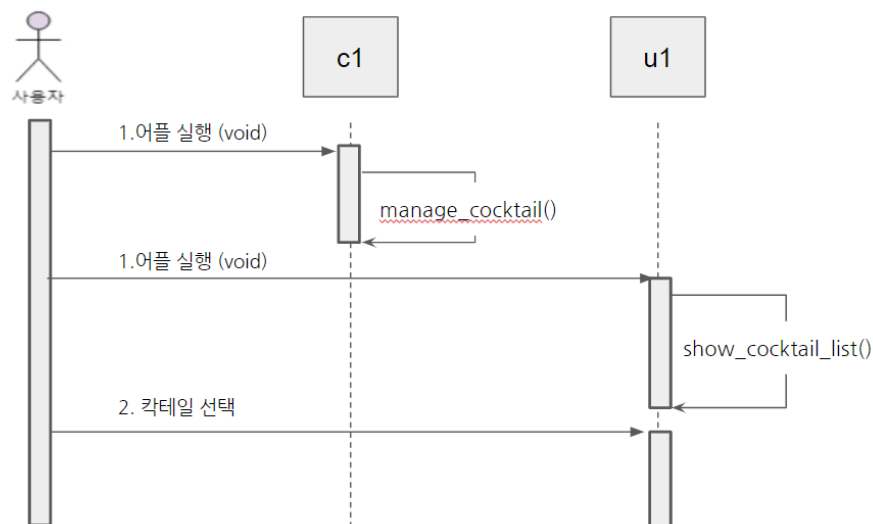 c1
u1
사용자
1.어플 실행 (void)
manage_cocktail()
1.어플 실행 (void)
show_cocktail_list()
2. 칵테일 선택